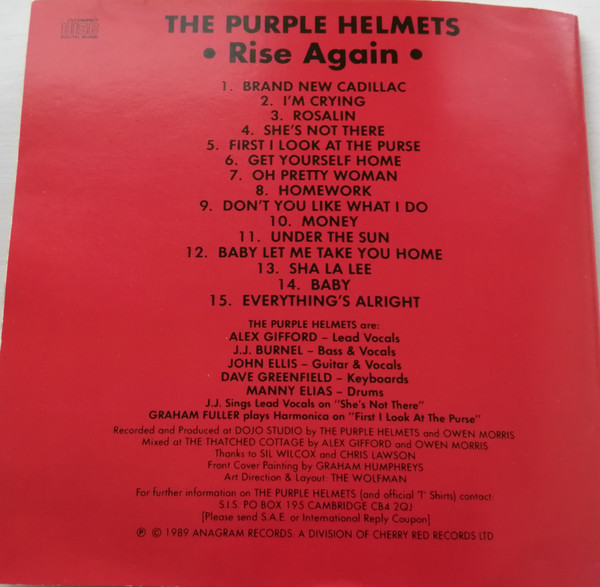 COMPACT
disc
DIGITAL AUDIO
THE PURPLE HELMETS
• Rise Again •
1. BRAND NEW CADILLAC
2. I'M CRYING
3. ROSALIN
4. SHE'S NOT THERE
5. FIRST I LOOK AT THE PURSE
6. GET YOURSELF HOME
7. OH PRETTY WOMAN
8. HOMEWORK
9. DON'T YOU LIKE WHAT I DO
10. MONEY
11. UNDER THE SUN
12. BABY LET ME TAKE YOU HOME
13. SHA LA LEE
14. BABY
15. EVERYTHING'S ALRIGHT
THE PURPLE HELMETS are:
ALEX GIFFORD – Lead Vocals
J.J. BURNEL – Bass & Vocals
JOHN ELLIS – Guitar & Vocals
DAVE GREENFIELD – Keyboards
MANNY ELIAS – Drums
J.J. Sings Lead Vocals on "She's Not There"
GRAHAM FULLER plays Harmonica on "First I Look At The Purse"
Recorded and Produced at DOJO STUDIO by THE PURPLE HELMETS and OWEN MORRIS
Mixed at THE THATCHED COTTAGE by ALEX GIFFORD and OWEN MORRIS
Thanks to SIL WILCOX and CHRIS LAWSON
Front Cover Painting by GRAHAM HUMPHREYS
Art Direction & Layout: THE WOLFMAN
For further information on THE PURPLE HELMETS (and official 'T' Shirts) contact:
S.I.S. PO BOX 195 CAMBRIDGE CB4 2QJ
[Please send S.A.E. or International Reply Coupon]
℗ © 1989 ANAGRAM RECORDS: A DIVISION OF CHERRY RED RECORDS LTD